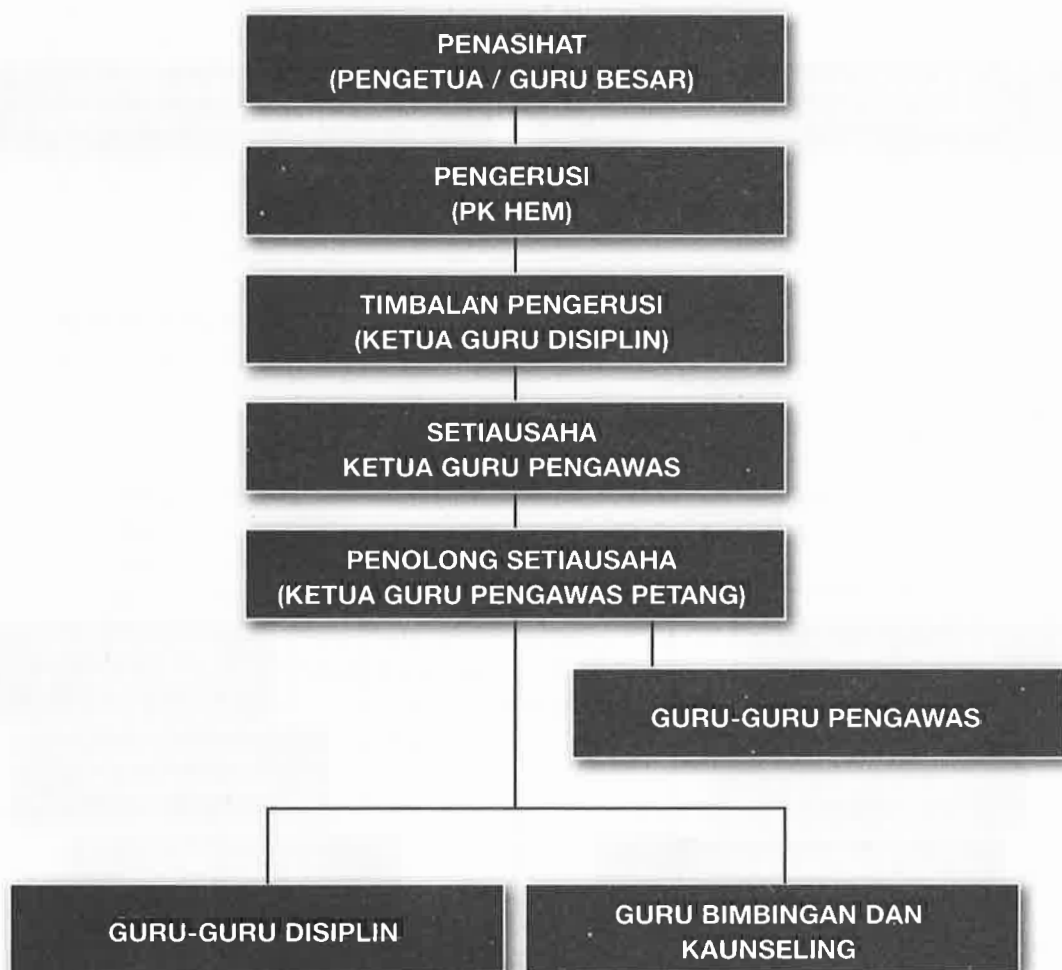 PENASIHAT
(PENGETUA / GURU BESAR)
PENGERUSI
(PK HEM)
TIMBALAN PENGERUSI
(KETUA GURU DISIPLIN)
SETIAUSAHA
KETUA GURU PENGAWAS
PENOLONG SETIAUSAHA
(KETUA GURU PENGAWAS PETANG)
GURU-GURU PENGAWAS
GURU-GURU DISIPLIN
GURU BIMBINGAN DAN
KAUNSELING